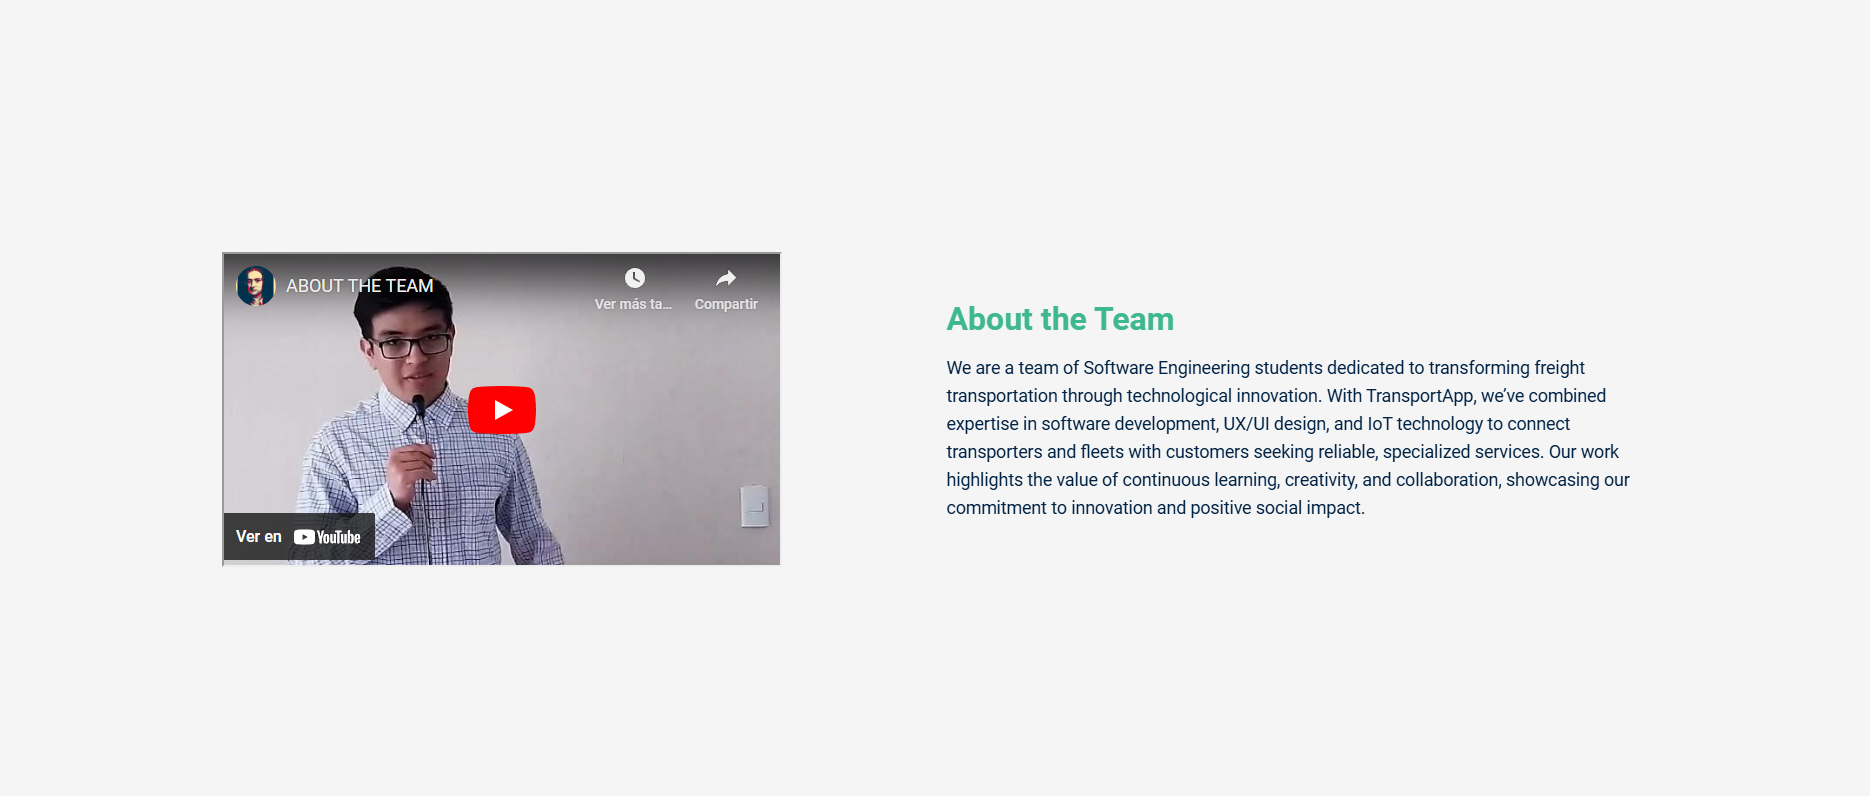 ABOUT THE TEAM
Ver más ta...
Compartir
Ver en YouTube
About the Team
We are a team of Software Engineering students dedicated to transforming freight
transportation through technological innovation. With TransportApp, we’ve combined
expertise in software development, UX/UI design, and IoT technology to connect
transporters and fleets with customers seeking reliable, specialized services. Our work
highlights the value of continuous learning, creativity, and collaboration, showcasing our
commitment to innovation and positive social impact.